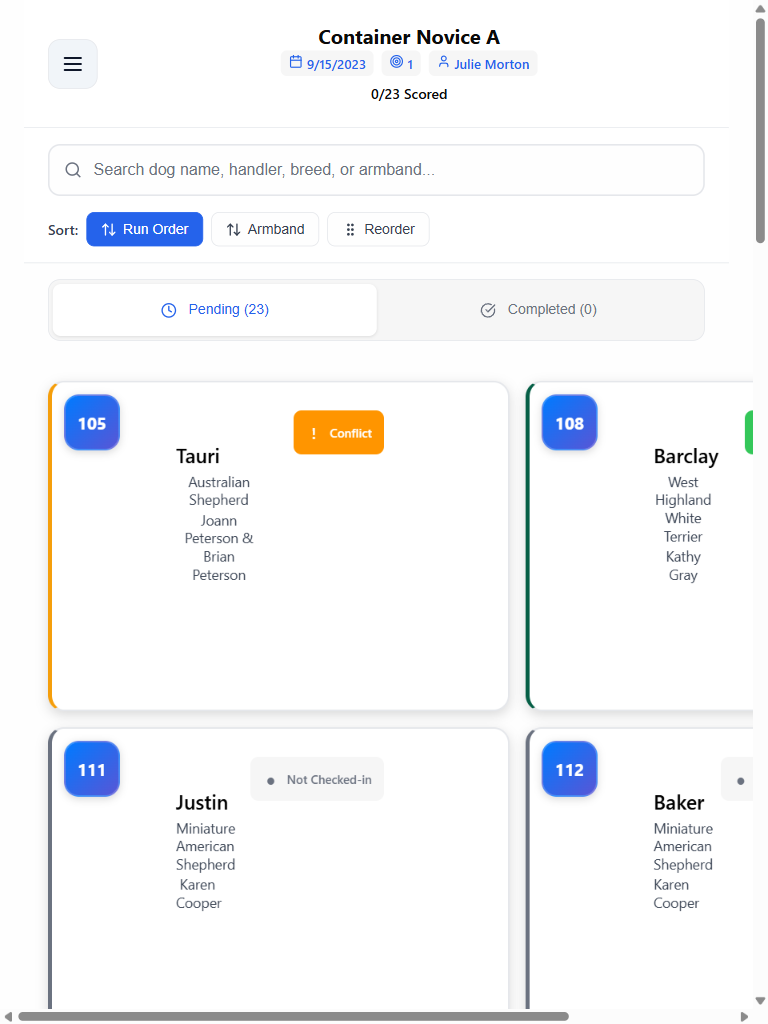 Container Novice A
9/15/2023 1 Julie Morton
0/23 Scored
Search dog name, handler, breed, or armband...
Sort: Run Order Armband Reorder
Pending (23) Completed (0)
105
! Conflict
Tauri
Australian
Shepherd
Joann
Peterson &
Brian
Peterson
108
Barclay
West
Highland
White
Terrier
Kathy
Gray
111
Not Checked-in
Justin
Miniature
American
Shepherd
Karen
Cooper
112
Baker
Miniature
American
Shepherd
Karen
Cooper